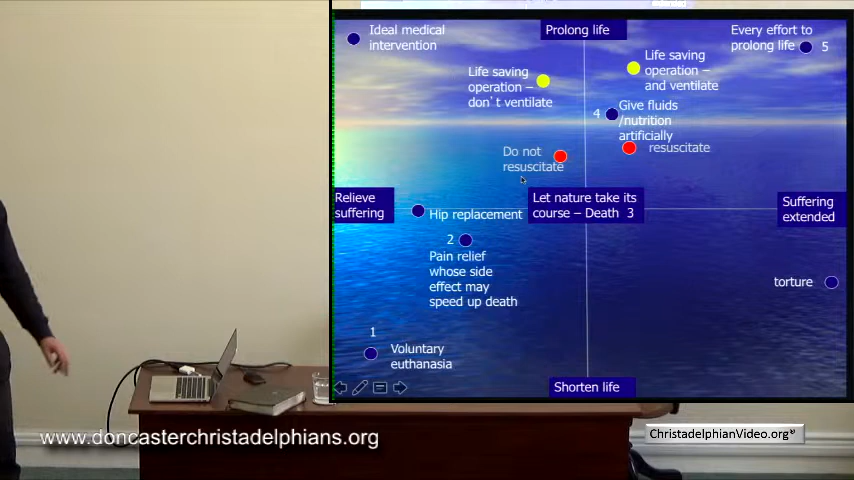 Ideal medical
intervention
Prolong life
Every effort to
prolong life
5
Life saving
operation –
don't ventilate
Life saving
operation –
and ventilate
4
Give fluids
/nutrition
artificially
Do not
resuscitate
resuscitate
Relieve
suffering
Hip replacement
Let nature take its
course – Death 3
Suffering
extended
2
Pain relief
whose side
effect may
speed up death
torture
1
Voluntary
euthanasia
Shorten life
www.doncasterchristadelphians.org
ChristadelphianVideo.org®